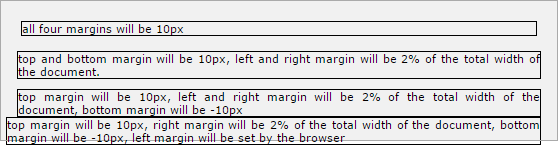 all four margins will be 10px
top and bottom margin will be 10px, left and right margin will be 2% of the total width of
the document.
top margin will be 10px, left and right margin will be 2% of the total width of the
document, bottom margin will be -10px
top margin will be 10px, right margin will be 2% of the total width of the document, bottom
margin will be -10px, left margin will be set by the browser